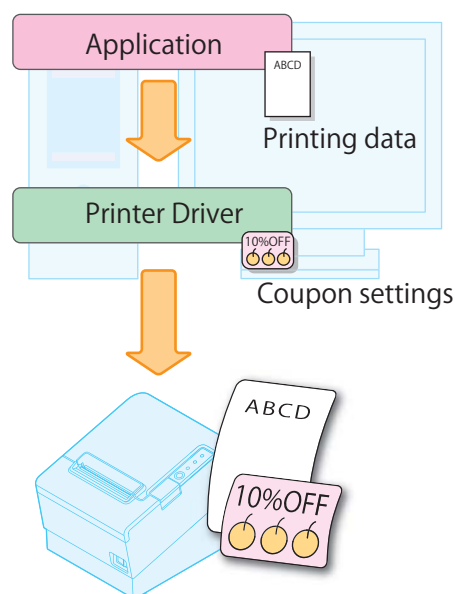 Application
ABCD
Printing data
Printer Driver
10%OFF
Coupon settings
ABCD
10%OFF